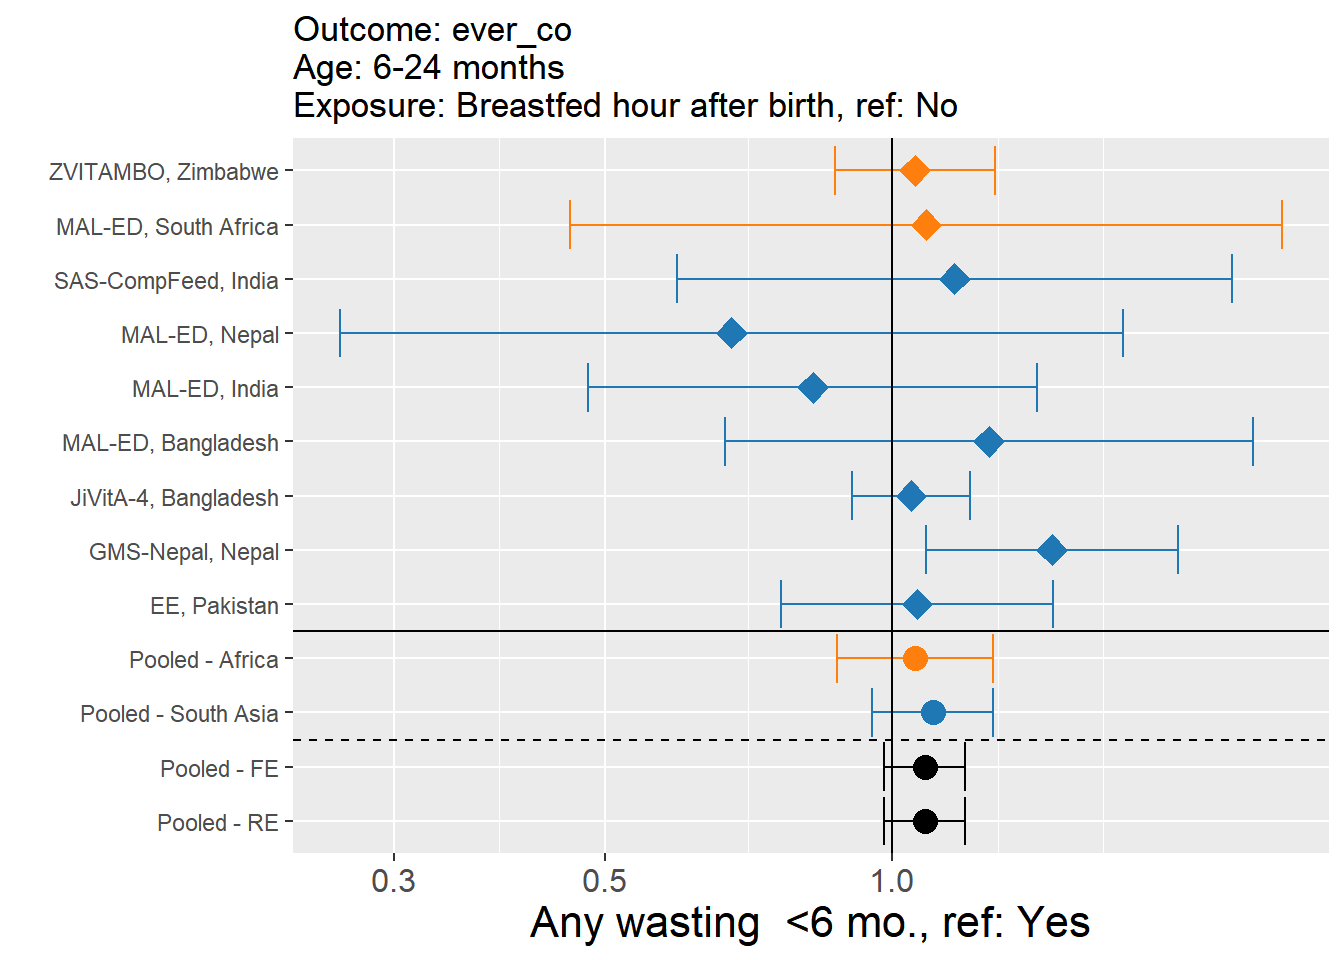 Outcome: ever_co
Age: 6-24 months
Exposure: Breastfed hour after birth, ref: No
ZVITAMBO, Zimbabwe
MAL-ED, South Africa
SAS-CompFeed, India
MAL-ED, Nepal
MAL-ED, India
MAL-ED, Bangladesh
JiVitA-4, Bangladesh
GMS-Nepal, Nepal
EE, Pakistan
Pooled - Africa
Pooled - South Asia
Pooled - FE
Pooled - RE
0.3 0.5 1.0
Any wasting  <6 mo., ref: Yes